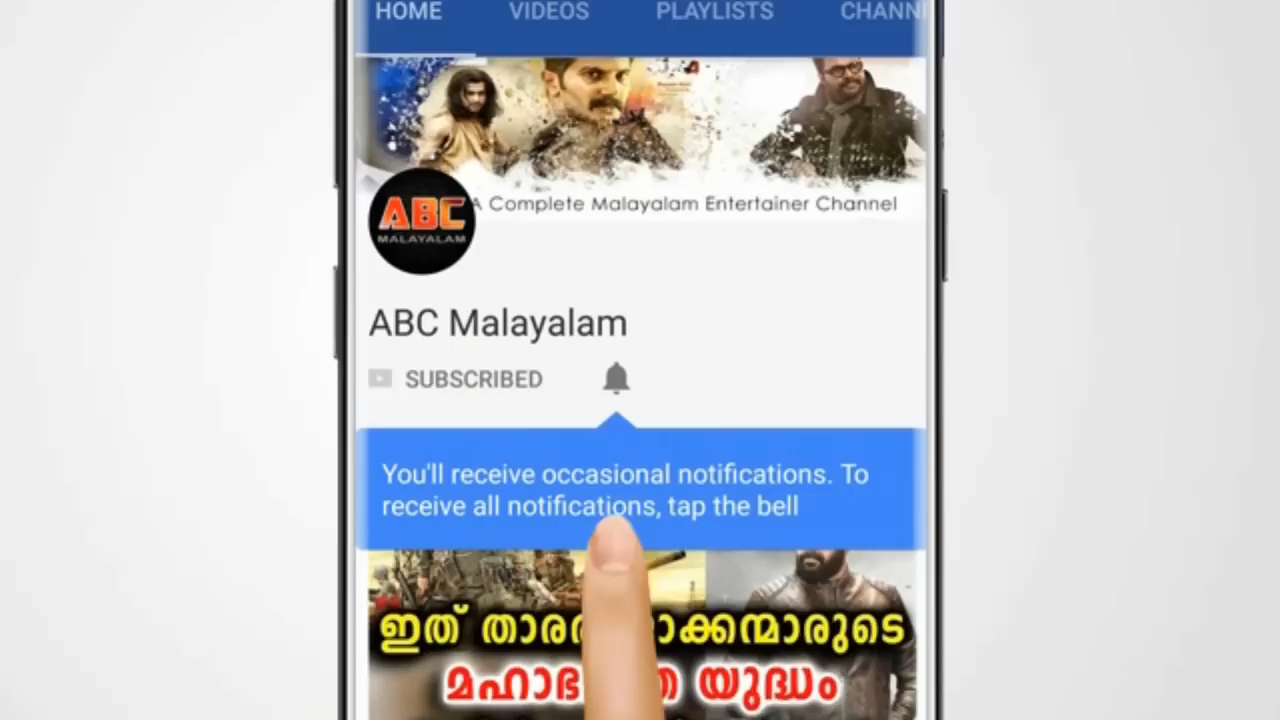 HOME VIDEOS PLAYLISTS CHANN
ABC
MALAYALAM
A Complete Malayalam Entertainer Channel
ABC Malayalam
SUBSCRIBED
You'll receive occasional notifications. To
receive all notifications, tap the bell
ഇത്
യുദ്ധം